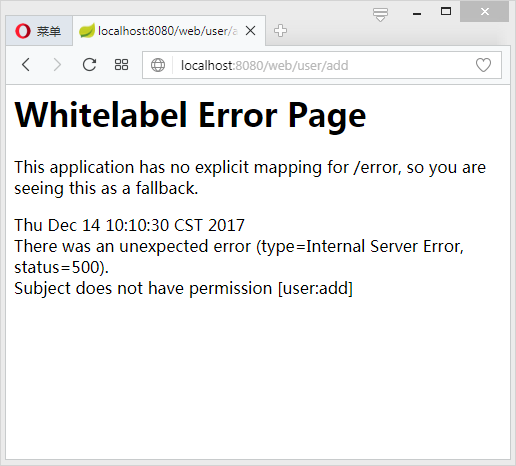 菜单
localhost:8080/web/user/a
localhost:8080/web/user/add
Whitelabel Error Page
This application has no explicit mapping for /error, so you are
seeing this as a fallback.
Thu Dec 14 10:10:30 CST 2017
There was an unexpected error (type=Internal Server Error,
status=500).
Subject does not have permission [user:add]